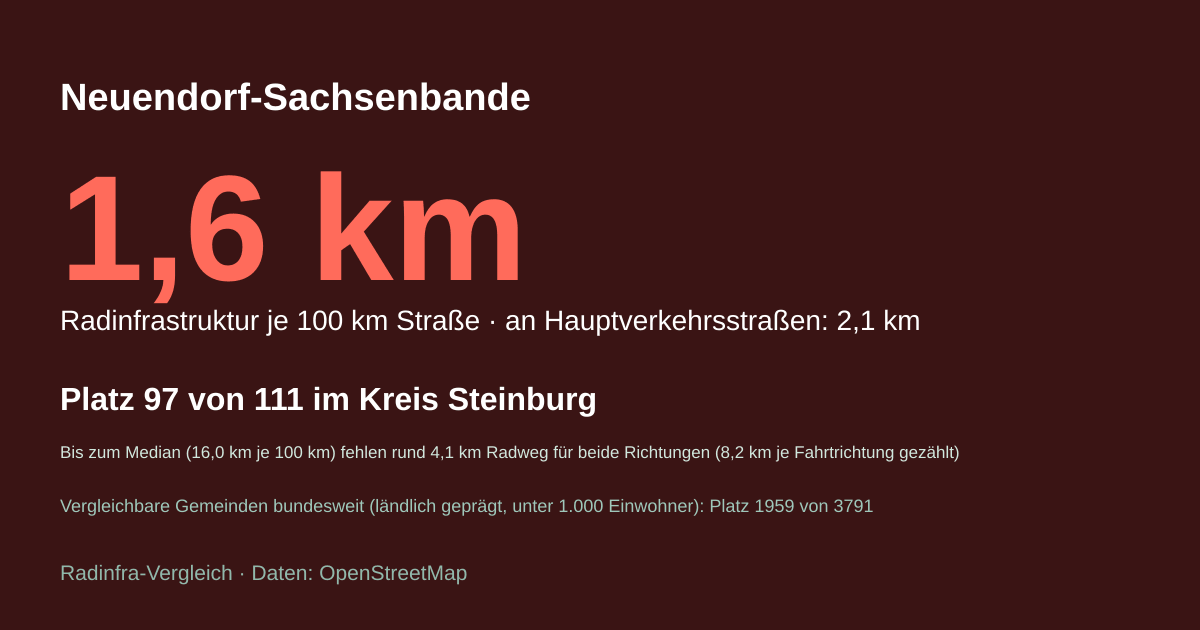 Neuendorf-Sachsenbande
1,6 km
Radinfrastruktur je 100 km Straße · an Hauptverkehrsstraßen: 2,1 km
Platz 97 von 111 im Kreis Steinburg
Bis zum Median (16,0 km je 100 km) fehlen rund 4,1 km Radweg für beide Richtungen (8,2 km je Fahrtrichtung gezählt)
Vergleichbare Gemeinden bundesweit (ländlich geprägt, unter 1.000 Einwohner): Platz 1959 von 3791
Radinfra-Vergleich · Daten: OpenStreetMap